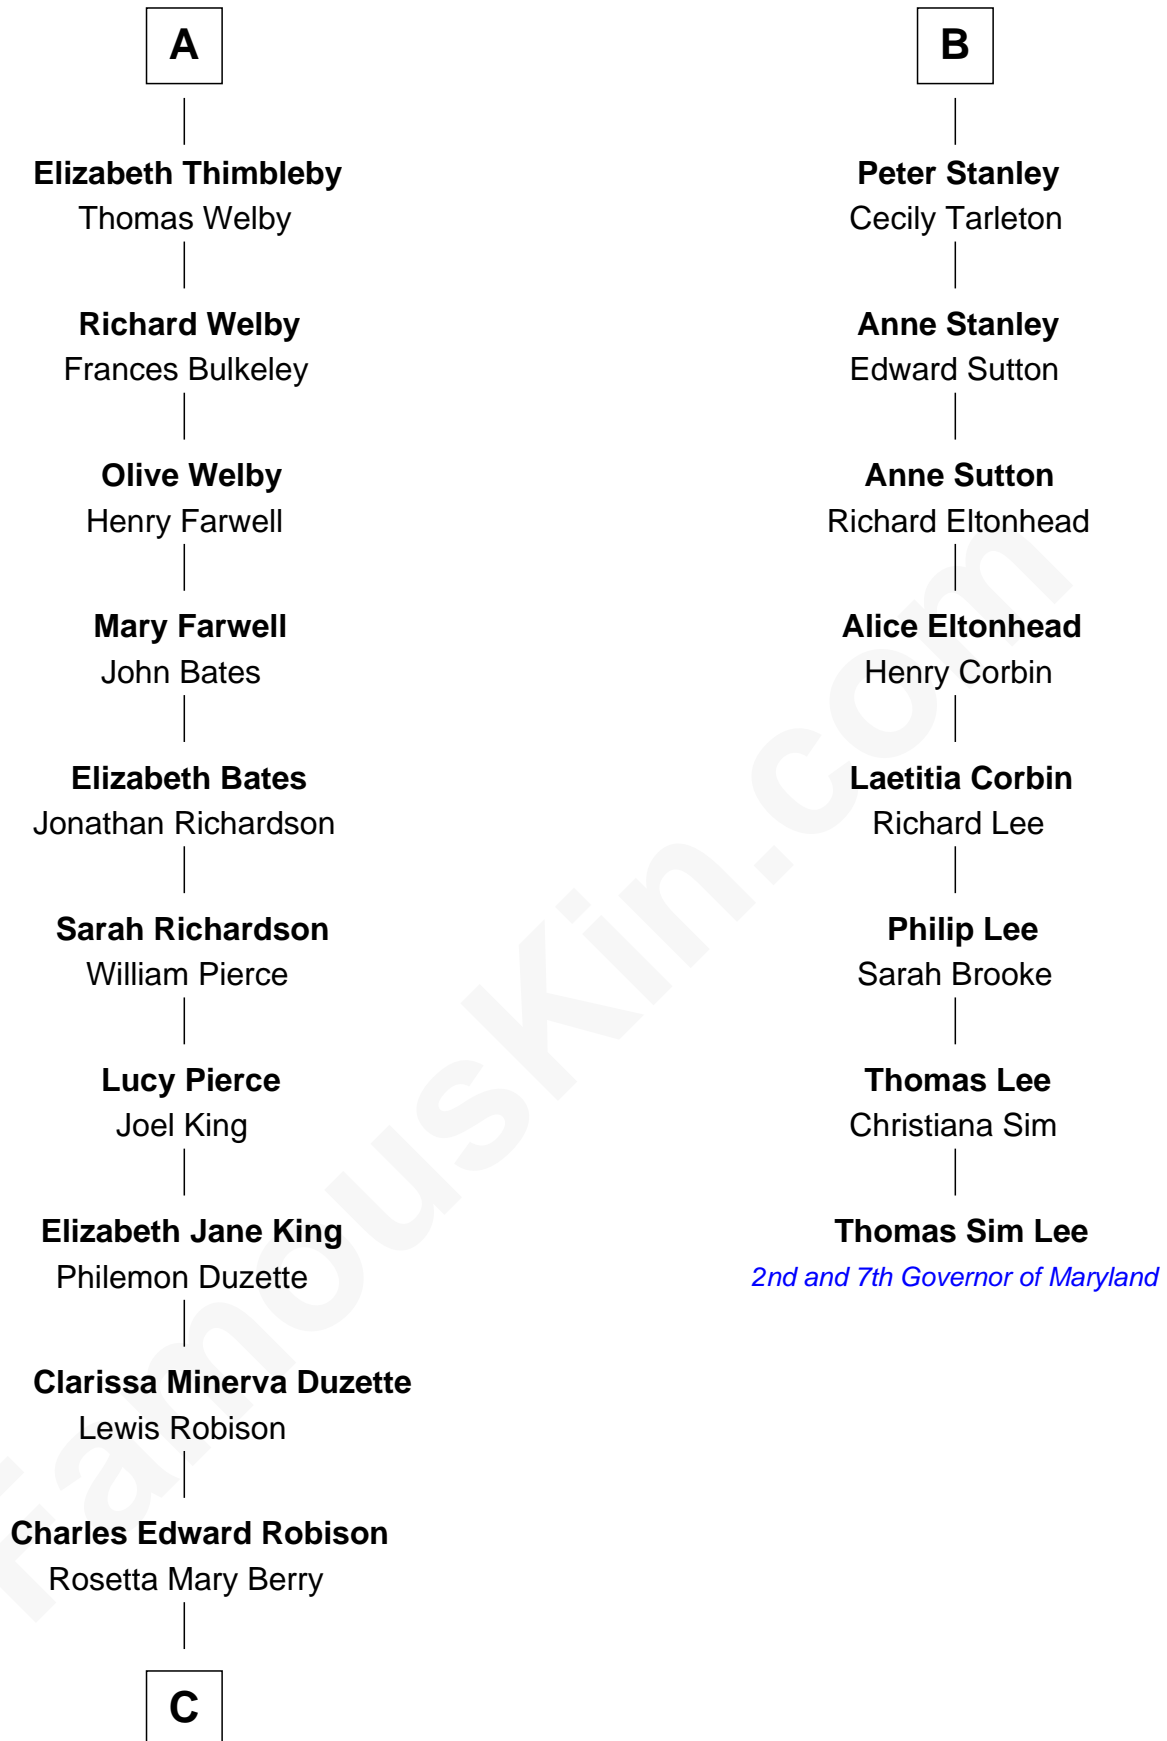 A
Elizabeth Thimbleby
Thomas Welby
Richard Welby
Frances Bulkeley
Olive Welby
Henry Farwell
Mary Farwell
John Bates
Elizabeth Bates
Jonathan Richardson
Sarah Richardson
William Pierce
Lucy Pierce
Joel King
Elizabeth Jane King
Philemon Duzette
Clarissa Minerva Duzette
Lewis Robison
Charles Edward Robison
Rosetta Mary Berry
C
B
Peter Stanley
Cecily Tarleton
Anne Stanley
Edward Sutton
Anne Sutton
Richard Eltonhead
Alice Eltonhead
Henry Corbin
Laetitia Corbin
Richard Lee
Philip Lee
Sarah Brooke
Thomas Lee
Christiana Sim
Thomas Sim Lee
2nd and 7th Governor of Maryland
FamousKin.com